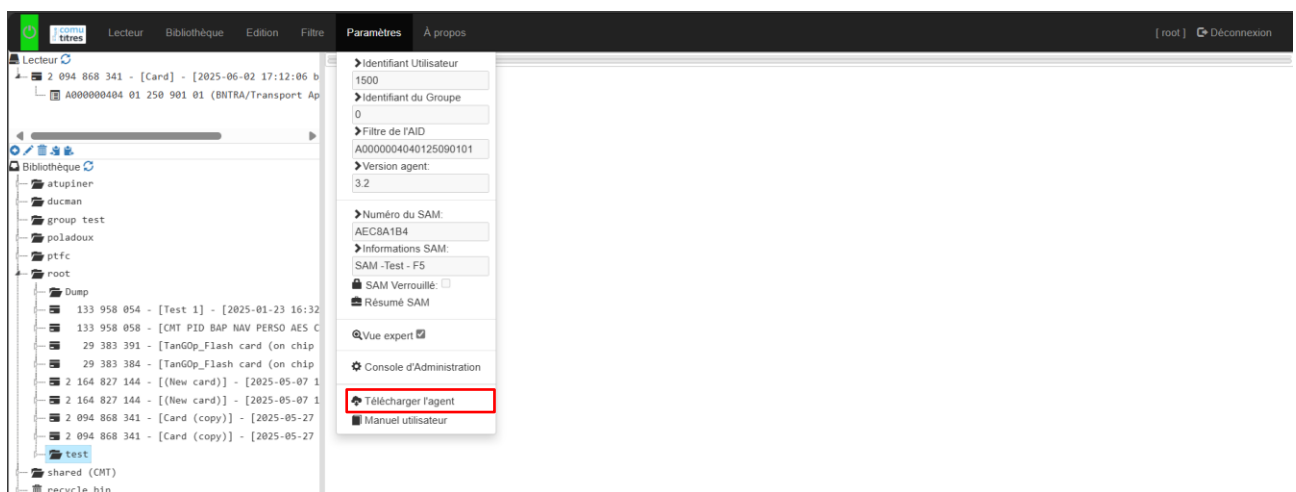 comu
titres
Lecteur Bibliothèque Edition Filtre Paramètres À propos [ root ] Déconnexion
Lecteur
2 094 868 341 - [Card] - [2025-06-02 17:12:06 b
A000000404 01 250 901 01 (BNTRA/Transport Ap
Bibliothèque
atupiner
ducman
group test
poladoux
ptfc
root
Dump
133 958 054 - [Test 1] - [2025-01-23 16:32
133 958 058 - [CMT PID BAP NAV PERSO AES C
29 383 391 - [TanGOp_Flash card (on chip
29 383 384 - [TanGOp_Flash card (on chip
2 164 827 144 - [(New card)] - [2025-05-07 1
2 164 827 144 - [(New card)] - [2025-05-07 1
2 094 868 341 - [Card (copy)] - [2025-05-27
2 094 868 341 - [Card (copy)] - [2025-05-27
test
shared (CMT)
recycle bin
Identifiant Utilisateur
1500
Identifiant du Groupe
0
Filtre de l'AID
A0000004040125090101
Version agent:
3.2
Numéro du SAM:
AEC8A1B4
Informations SAM:
SAM -Test - F5
SAM Verrouillé:
Résumé SAM
Vue expert
Console d'Administration
Télécharger l'agent
Manuel utilisateur